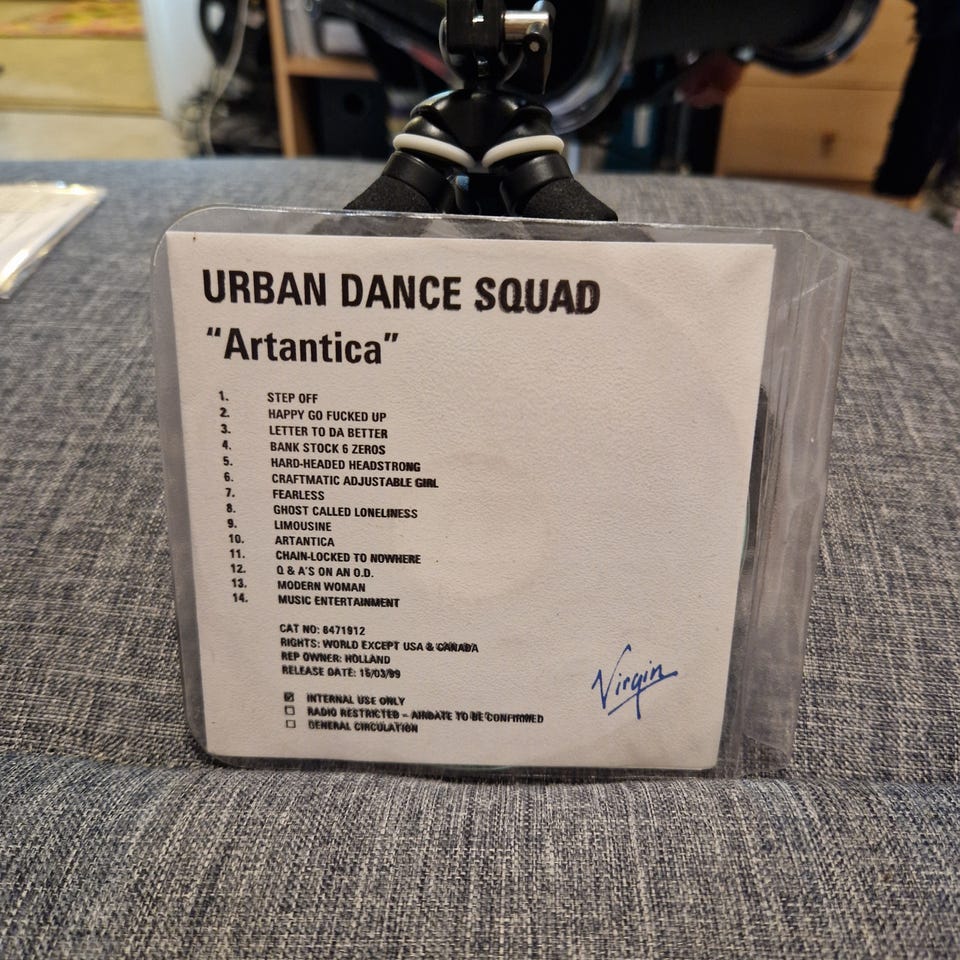 URBAN DANCE SQUAD
“Artantica”
1. STEP OFF
2. HAPPY GO FUCKED UP
3. LETTER TO DA BETTER
4. BANK STOCK 6 ZEROS
5. HARD-HEADED HEADSTRONG
6. CRAFTMATIC ADJUSTABLE GIRL
7. FEARLESS
8. GHOST CALLED LONELINESS
9. LIMOUSINE
10. ARTANTICA
11. CHAIN-LOCKED TO NOWHERE
12. Q & A'S ON AN O.D.
13. MODERN WOMAN
14. MUSIC ENTERTAINMENT
CAT NO: 8471912
RIGHTS: WORLD EXCEPT USA & CANADA
REP OWNER: HOLLAND
RELEASE DATE: 15/03/99
INTERNAL USE ONLY
RADIO RESTRICTED – AIRDATE TO BE CONFIRMED
GENERAL CIRCULATION
Virgin